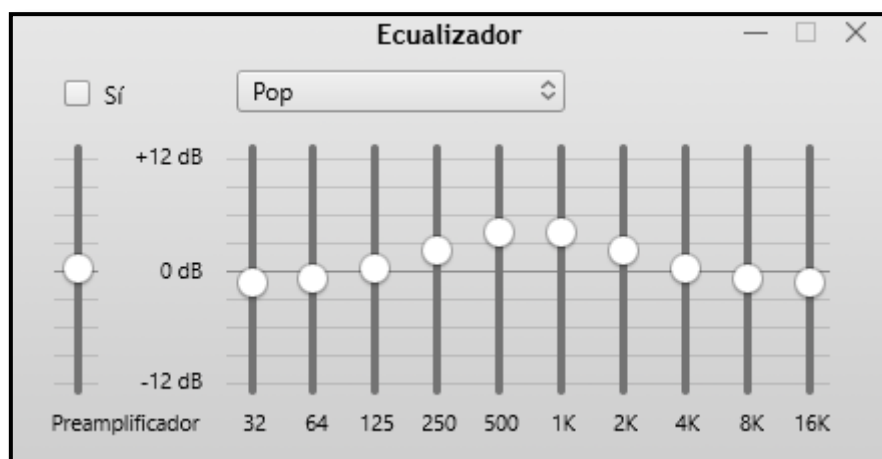 Ecualizador
Sí
Pop
+12 dB
0 dB
-12 dB
Preamplificador 32 64 125 250 500 1K 2K 4K 8K 16K